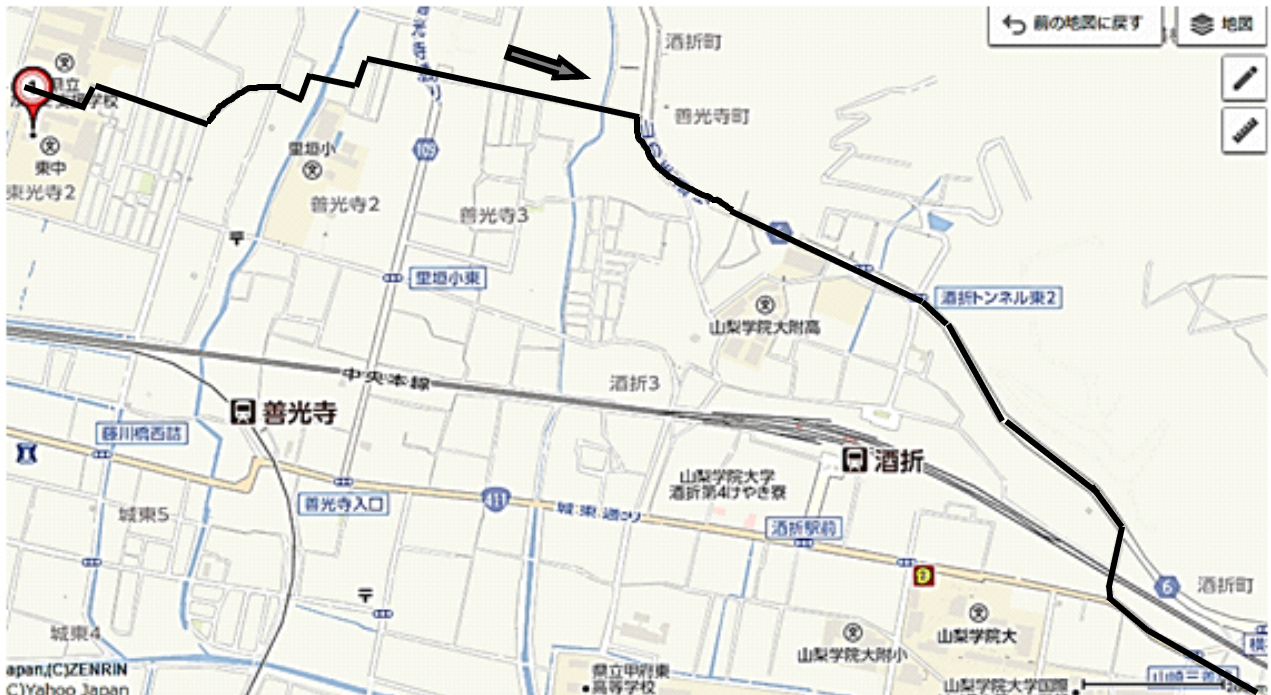 前の地図に戻す
地図
酒折町
県立
学校
善光寺町
東中
東光寺2
里垣小
109
善光寺2
善光寺3
里垣小東
酒折トンネル東2
山梨学院大附高
中央本線
酒折3
善光寺
藤川橋西詰
酒折
山梨学院大学
酒折第4けやき寮
善光寺入口
411
城東通り
城東5
酒折駅前
6
酒折町
山梨学院大
山梨学院大附小
城東4
県立甲府東
高等学校
山梨学院大学国際
apan,(C)ZENRIN
C)Yahoo Japan